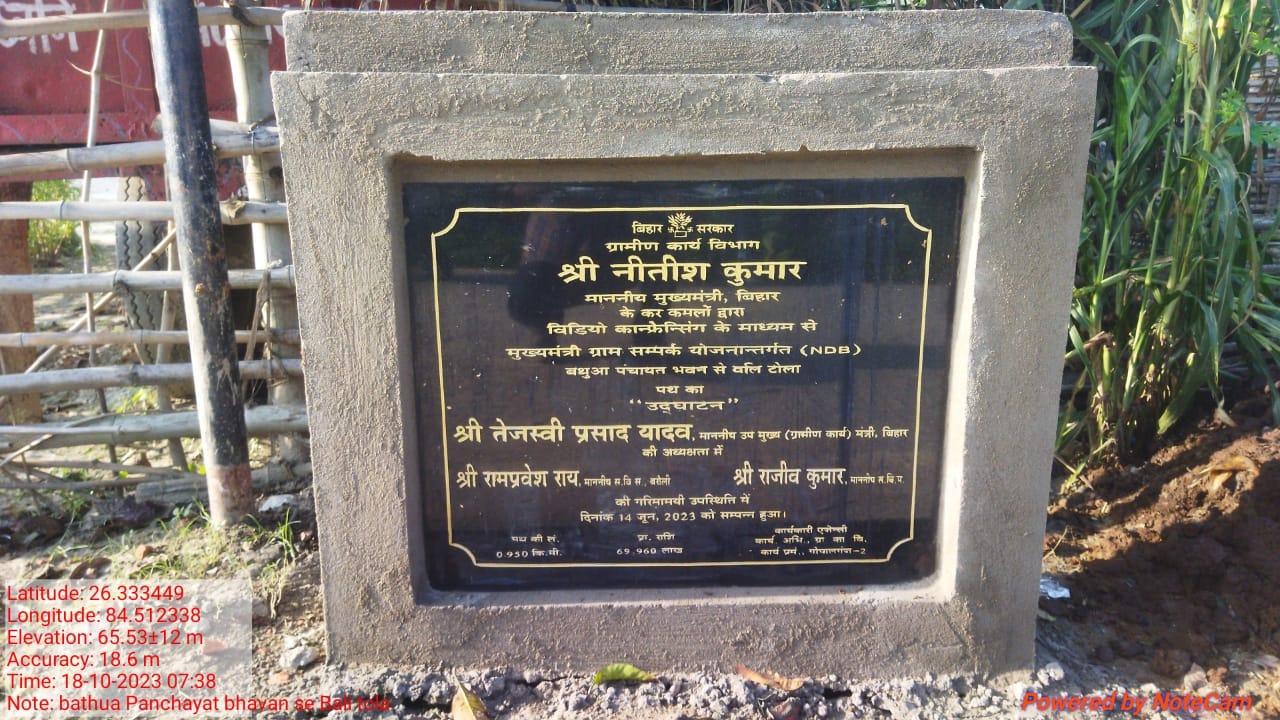 बिहार सरकार
ग्रामीण कार्य विभाग
श्री नीतीश कुमार
माननीय मुख्यमंत्री, बिहार
के कर कमलों द्वारा
विडियो कान्फ्रेन्सिंग के माध्यम से
मुख्यमंत्री ग्राम सम्पर्क योजनान्तर्गत (NDB)
बथुआ पंचायत भवन से वलि टोला
पथ का
“उद्घाटन”
श्री तेजस्वी प्रसाद यादव, माननीय उप मुख्य (ग्रामीण कार्य) मंत्री, बिहार
की अध्यक्षता में
श्री रामप्रवेश राय, माननीय स.वि स., बरौली श्री राजीव कुमार, माननीय स.वि.प.
की गरिमामयी उपस्थिति में
दिनांक 14 जून, 2023 को सम्पन्न हुआ।
पथ की लं. प्रा. राशि कार्यकारी एजेन्सी
0.950 कि.मी. 69.960 लाख कार्य. अभि., ग्रा. का. वि.
कार्य प्रमं., गोपालगंज-2
Latitude: 26.333449
Longitude: 84.512338
Elevation: 65.53±12 m
Accuracy: 18.6 m
Time: 18-10-2023 07:38
Note: bathua Panchayat bhavan se Bali tola
Powered by NoteCam